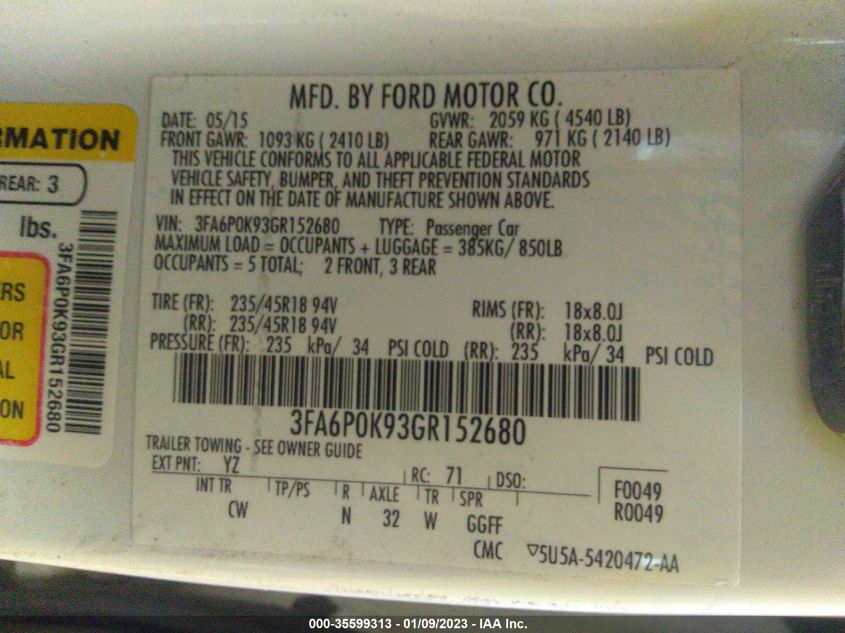 RMATION
REAR: 3
lbs.
3FA6P0K93GR152680
ERS
OR
AL
ON
MFD. BY FORD MOTOR CO.
DATE: 05/15 GVWR: 2059 KG ( 4540 LB)
FRONT GAWR: 1093 KG ( 2410 LB) REAR GAWR: 971 KG ( 2140 LB)
THIS VEHICLE CONFORMS TO ALL APPLICABLE FEDERAL MOTOR
VEHICLE SAFETY, BUMPER, AND THEFT PREVENTION STANDARDS
IN EFFECT ON THE DATE OF MANUFACTURE SHOWN ABOVE.
VIN: 3FA6P0K93GR152680 TYPE: Passenger Car
MAXIMUM LOAD = OCCUPANTS + LUGGAGE = 385KG/ 850LB
OCCUPANTS = 5 TOTAL; 2 FRONT, 3 REAR
TIRE (FR): 235/45R18 94V RIMS (FR): 18x8.0J
(RR): 235/45R18 94V (RR): 18x8.0J
PRESSURE (FR): 235 kPa/ 34 PSI COLD (RR): 235 kPa/ 34 PSI COLD
3FA6P0K93GR152680
TRAILER TOWING - SEE OWNER GUIDE
EXT PNT: YZ RC: 71 DSO:
INT TR TP/PS R AXLE TR SPR
CW N 32 W GGFF
F0049
R0049
CMC ▽5U5A-5420472-AA
000-35599313 - 01/09/2023 - IAA Inc.